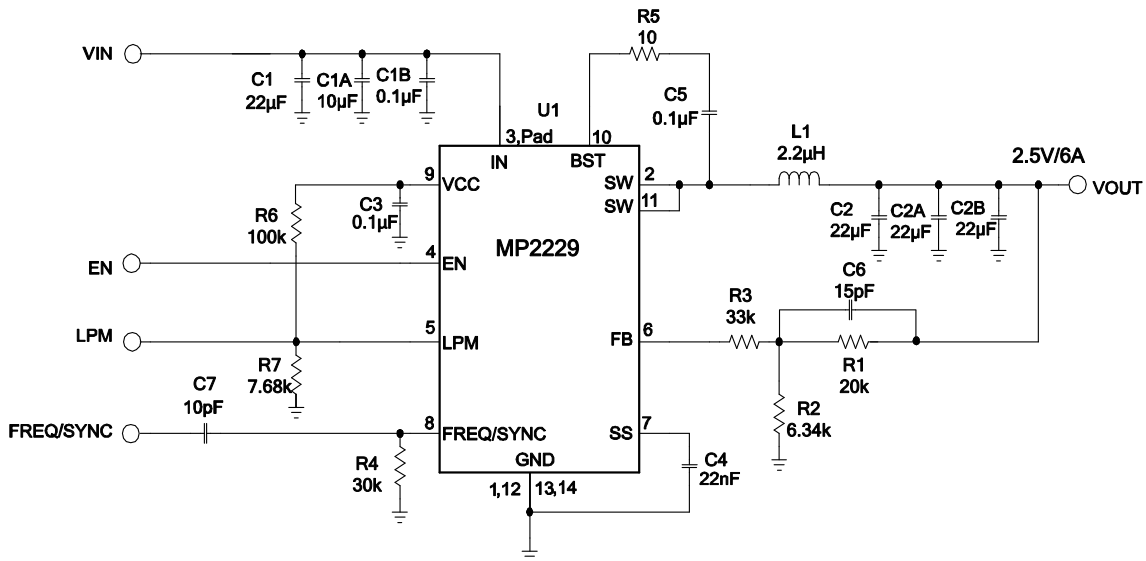 R5
10
VIN
C1
22µF
C1A
10µF
C1B
0.1µF
C5
0.1µF
U1
3,Pad
10
IN
BST
L1
2.2µH
2.5V/6A
VOUT
9
VCC
SW
2
SW
11
R6
100k
C3
0.1µF
C2
22µF
C2A
22µF
C2B
22µF
MP2229
EN
4
EN
C6
15pF
R3
33k
LPM
5
LPM
FB
6
R1
20k
R7
7.68k
C7
10pF
R2
6.34k
FREQ/SYNC
8
FREQ/SYNC
SS
7
R4
30k
GND
C4
22nF
1,12
13,14